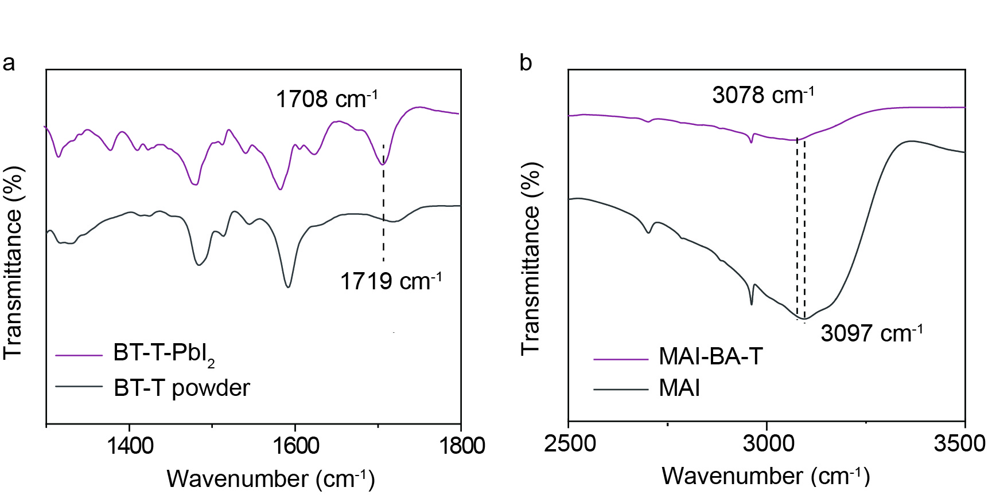 a
1708 cm⁻¹
1719 cm⁻¹
BT-T-PbI₂
BT-T powder
Transmittance (%)
1400 1600 1800
Wavenumber (cm⁻¹)
b
3078 cm⁻¹
3097 cm⁻¹
MAI-BA-T
MAI
Transmittance (%)
2500 3000 3500
Wavenumber (cm⁻¹)